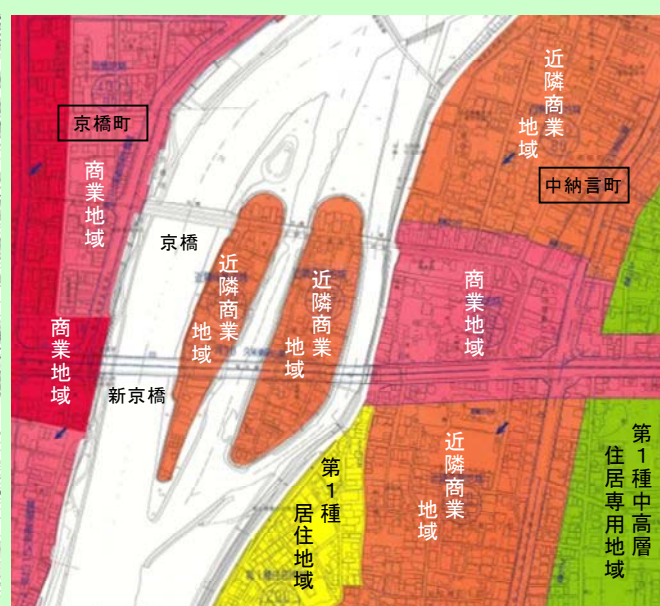 近隣商業
地域
京橋町
中納言町
商業地域
京橋
近隣商業
地域
近隣商業
地域
商業地域
商業地域
新京橋
第1種
居住地域
近隣商業
地域
第1種中高層
住居専用地域